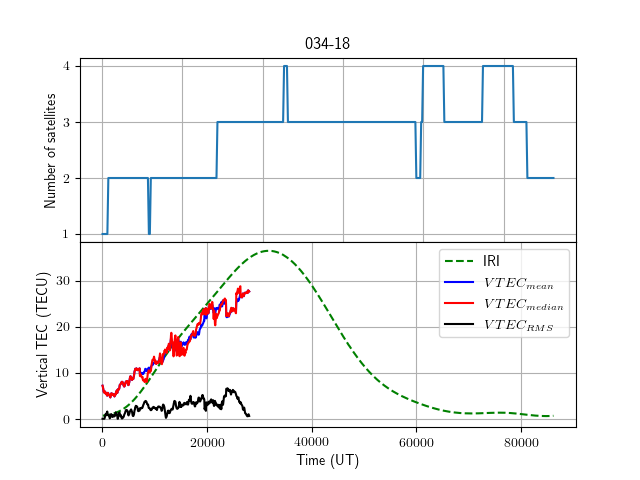 034-18
Number of satellites
4
3
2
1
Vertical TEC (TECU)
30
20
10
0
IRI
VTEC_mean
VTEC_median
VTEC_RMS
0 20000 40000 60000 80000
Time (UT)